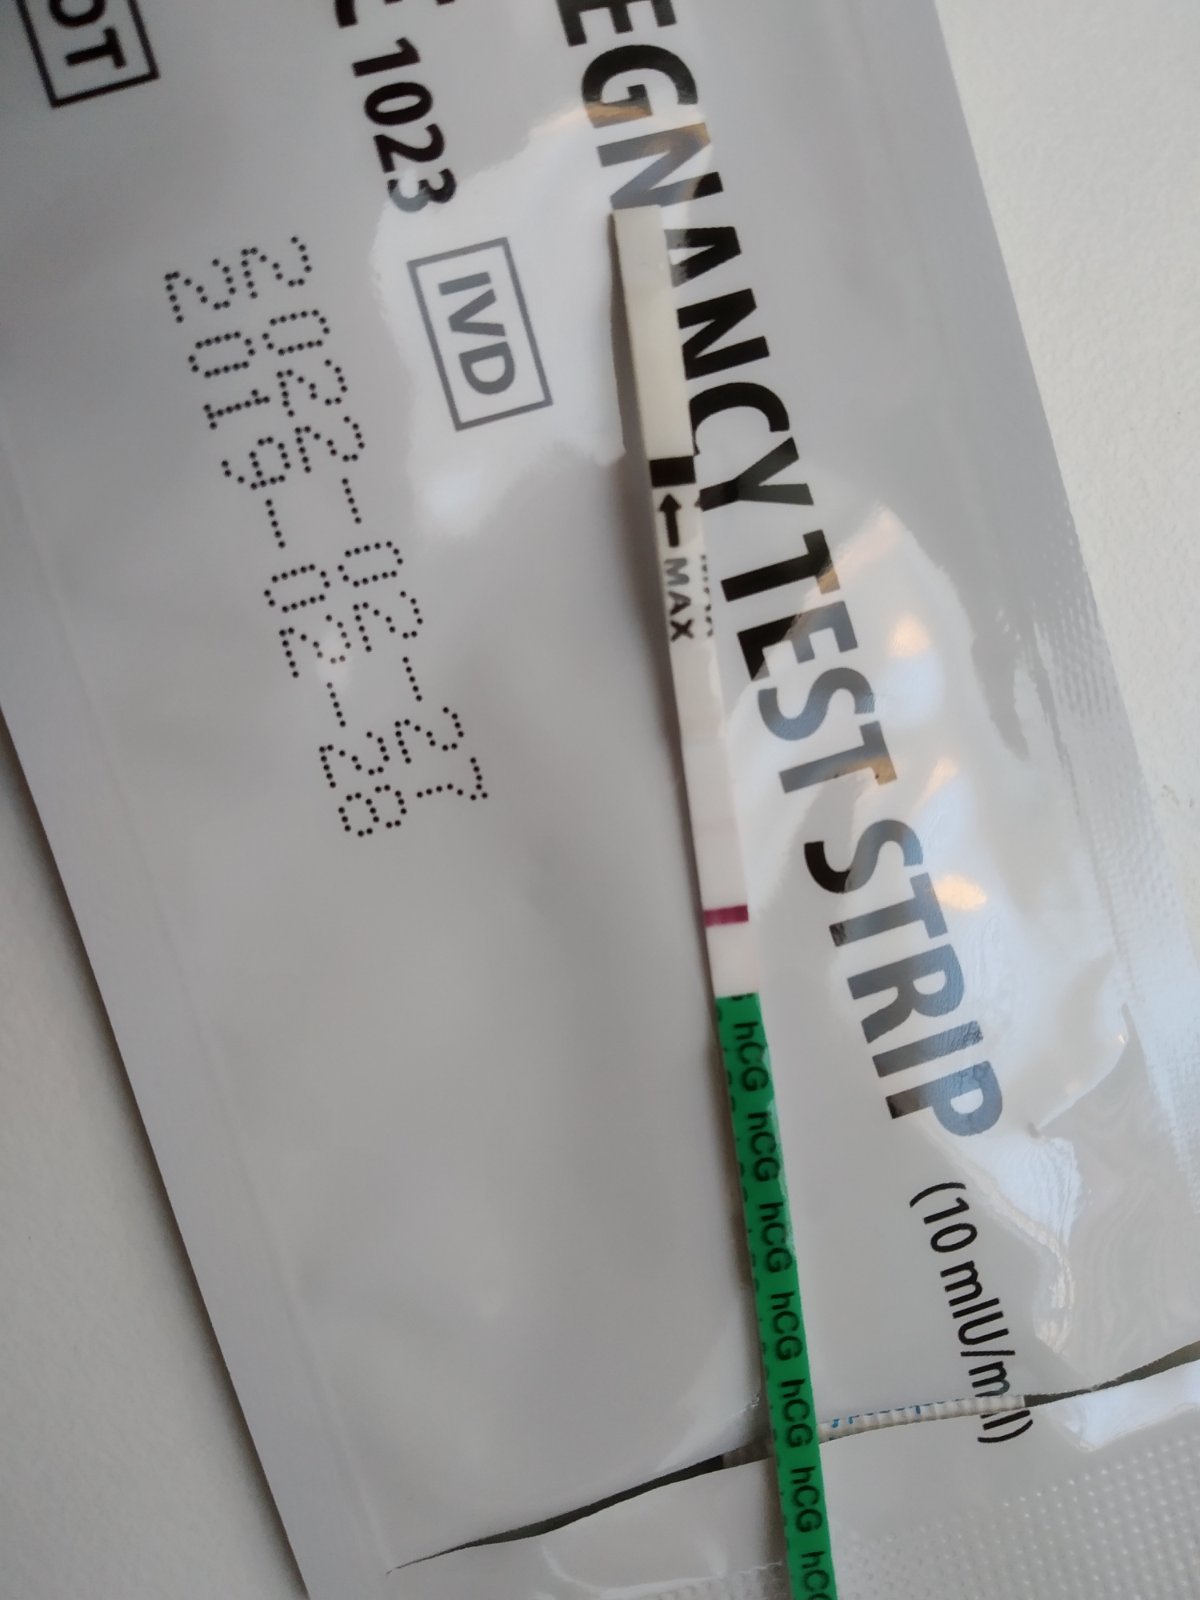 EGNANCY TEST STRIP (10 mIU/ml)
E 1023
IVD
OT
2022-02-27
2019-02-28
MAX
hCG hCG hCG hCG hCG hCG hCG